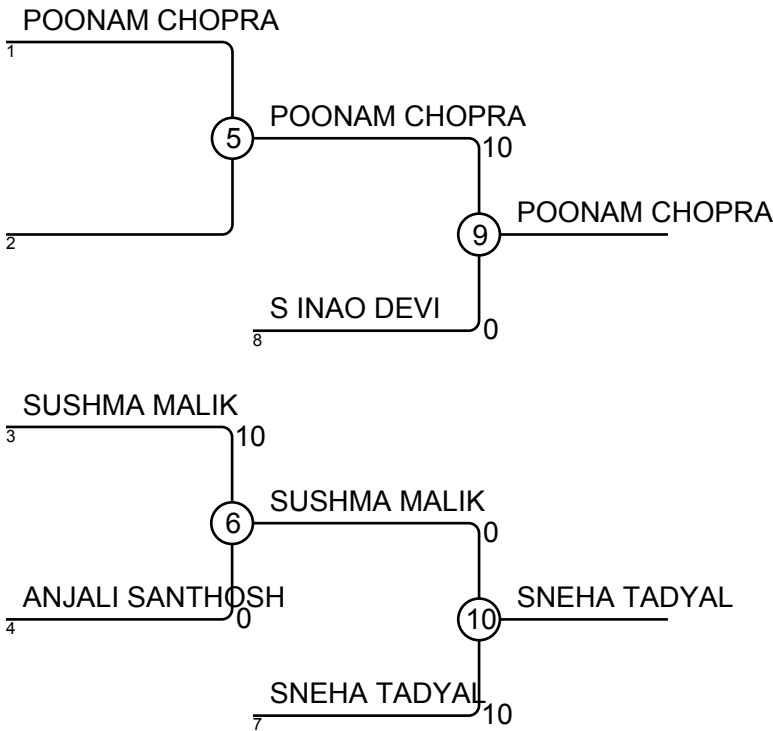 POONAM CHOPRA
1
5
POONAM CHOPRA
10
2
9
POONAM CHOPRA
S INAO DEVI
8
0
SUSHMA MALIK
3
10
6
SUSHMA MALIK
0
ANJALI SANTHOSH
4
0
10
SNEHA TADYAL
SNEHA TADYAL
7
10